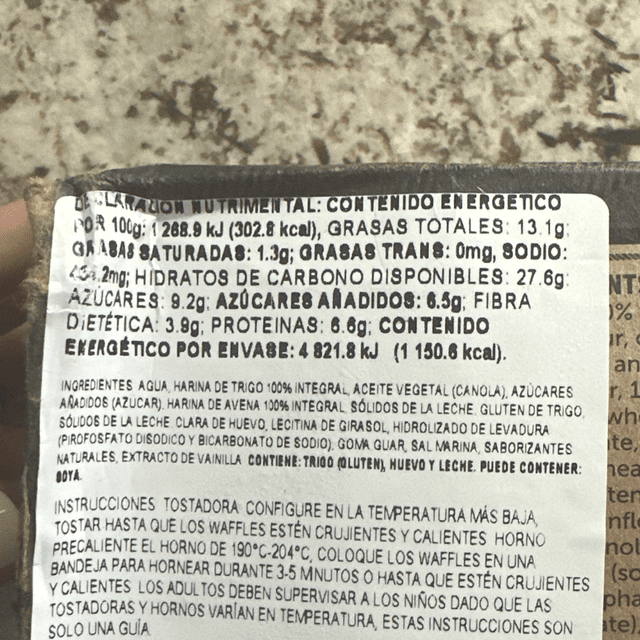 DECLARACIÓN NUTRIMENTAL: CONTENIDO ENERGÉTICO
POR 100g: 1 268.9 kJ (302.8 kcal), GRASAS TOTALES: 13.1g;
GRASAS SATURADAS: 1.3g; GRASAS TRANS: 0mg, SODIO:
HIDRATOS DE CARBONO DISPONIBLES: 27.6g;
AZÚCARES: 9.2g; AZÚCARES AÑADIDOS: 6.5g; FIBRA
DIETÉTICA: 3.9g; PROTEINAS: 6.6g; CONTENIDO
ENERGÉTICO POR ENVASE: 4 821.8 kJ (1 150.6 kcal).
INGREDIENTES: AGUA, HARINA DE TRIGO 100% INTEGRAL, ACEITE VEGETAL (CANOLA), AZÚCARES
AÑADIDOS (AZUCAR), HARINA DE AVENA 100% INTEGRAL, SÓLIDOS DE LA LECHE, GLUTEN DE TRIGO,
SÓLIDOS DE LA LECHE, CLARA DE HUEVO, LECITINA DE GIRASOL, HIDROLIZADO DE LEVADURA
(PIROFOSFATO DISODICO Y BICARBONATO DE SODIO), GOMA GUAR, SAL MARINA, SABORIZANTES
NATURALES, EXTRACTO DE VAINILLA. CONTIENE: TRIGO (GLUTEN), HUEVO Y LECHE. PUEDE CONTENER:
SOYA.
INSTRUCCIONES: TOSTADORA: CONFIGURE EN LA TEMPERATURA MÁS BAJA,
TOSTAR HASTA QUE LOS WAFFLES ESTÉN CRUJIENTES Y CALIENTES. HORNO:
PRECALIENTE EL HORNO DE 190°C-204°C, COLOQUE LOS WAFFLES EN UNA
BANDEJA PARA HORNEAR DURANTE 3-5 MINUTOS O HASTA QUE ESTÉN CRUJIENTES
Y CALIENTES. LOS ADULTOS DEBEN SUPERVISAR A LOS NIÑOS DADO QUE LAS
TOSTADORAS Y HORNOS VARÍAN EN TEMPERATURA, ESTAS INSTRUCCIONES SON
SOLO UNA GUÍA.